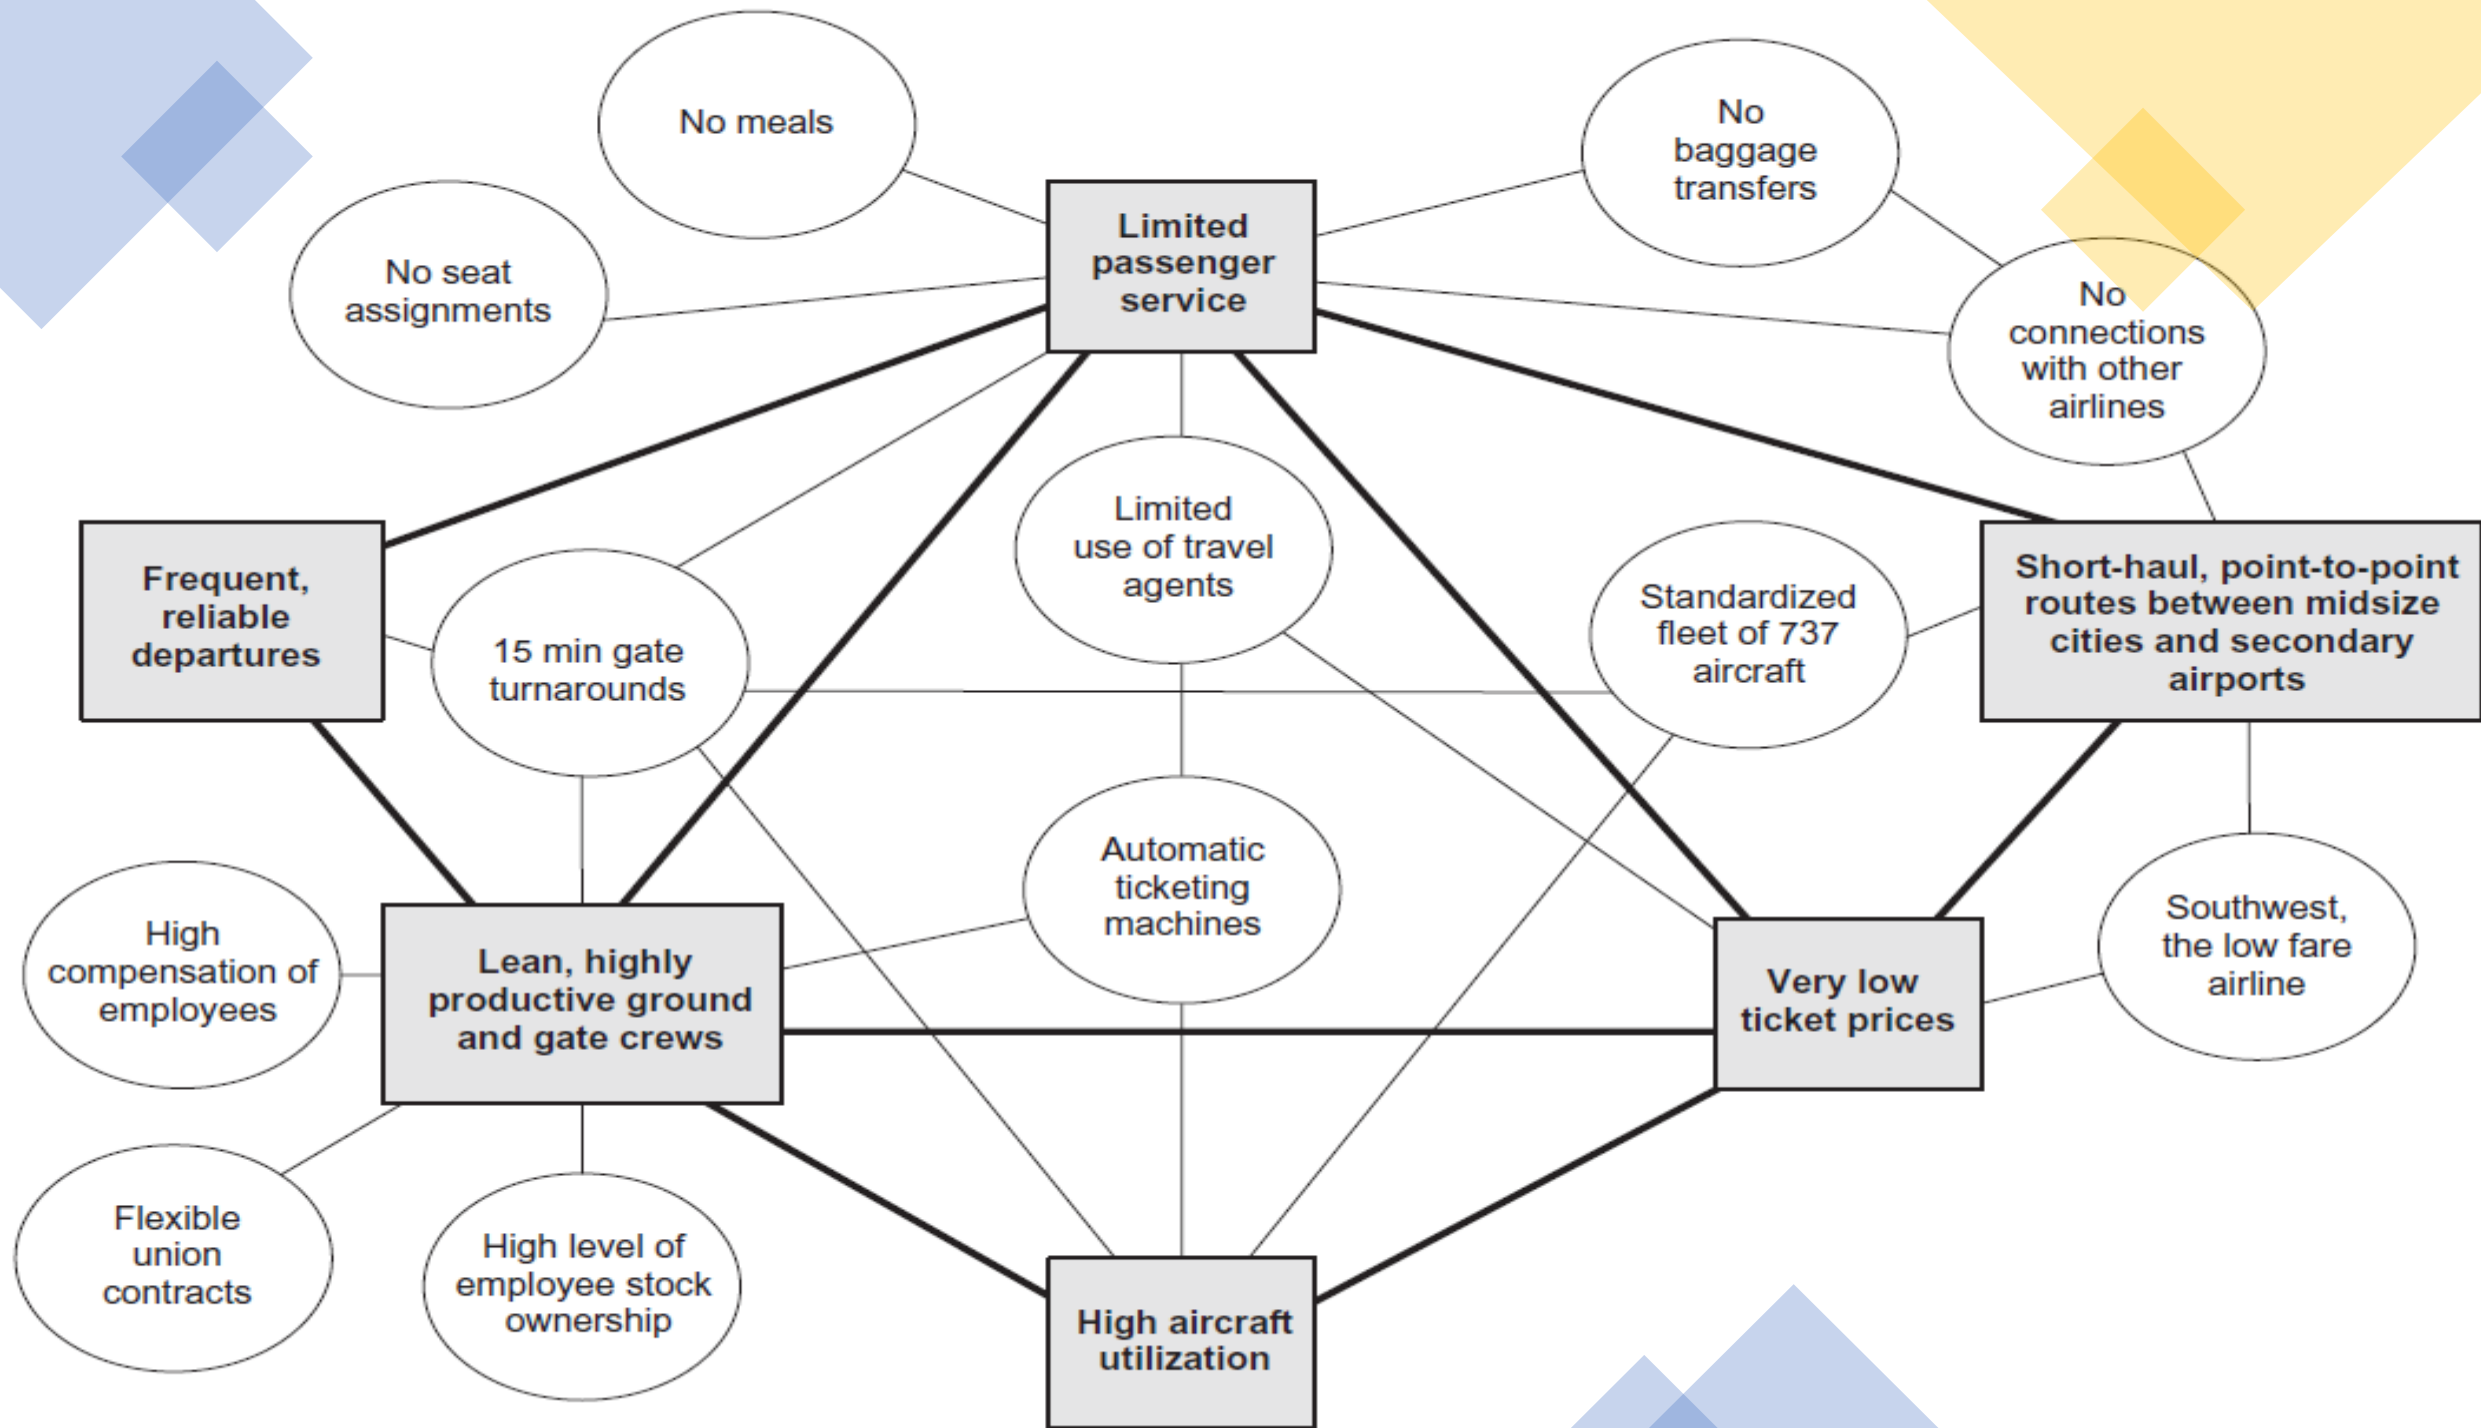 No meals
No
baggage
transfers
Limited
passenger
service
No seat
assignments
No
connections
with other
airlines
Limited
use of travel
agents
Frequent,
reliable
departures
15 min gate
turnarounds
Standardized
fleet of 737
aircraft
Short-haul, point-to-point
routes between midsize
cities and secondary
airports
Automatic
ticketing
machines
High
compensation of
employees
Lean, highly
productive ground
and gate crews
Very low
ticket prices
Southwest,
the low fare
airline
Flexible
union
contracts
High level of
employee stock
ownership
High aircraft
utilization